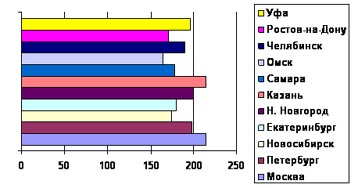 Уфа
Ростов-на-Дону
Челябинск
Омск
Самара
Казань
Н. Новгород
Екатеринбург
Новосибирск
Петербург
Москва
0 50 100 150 200 250